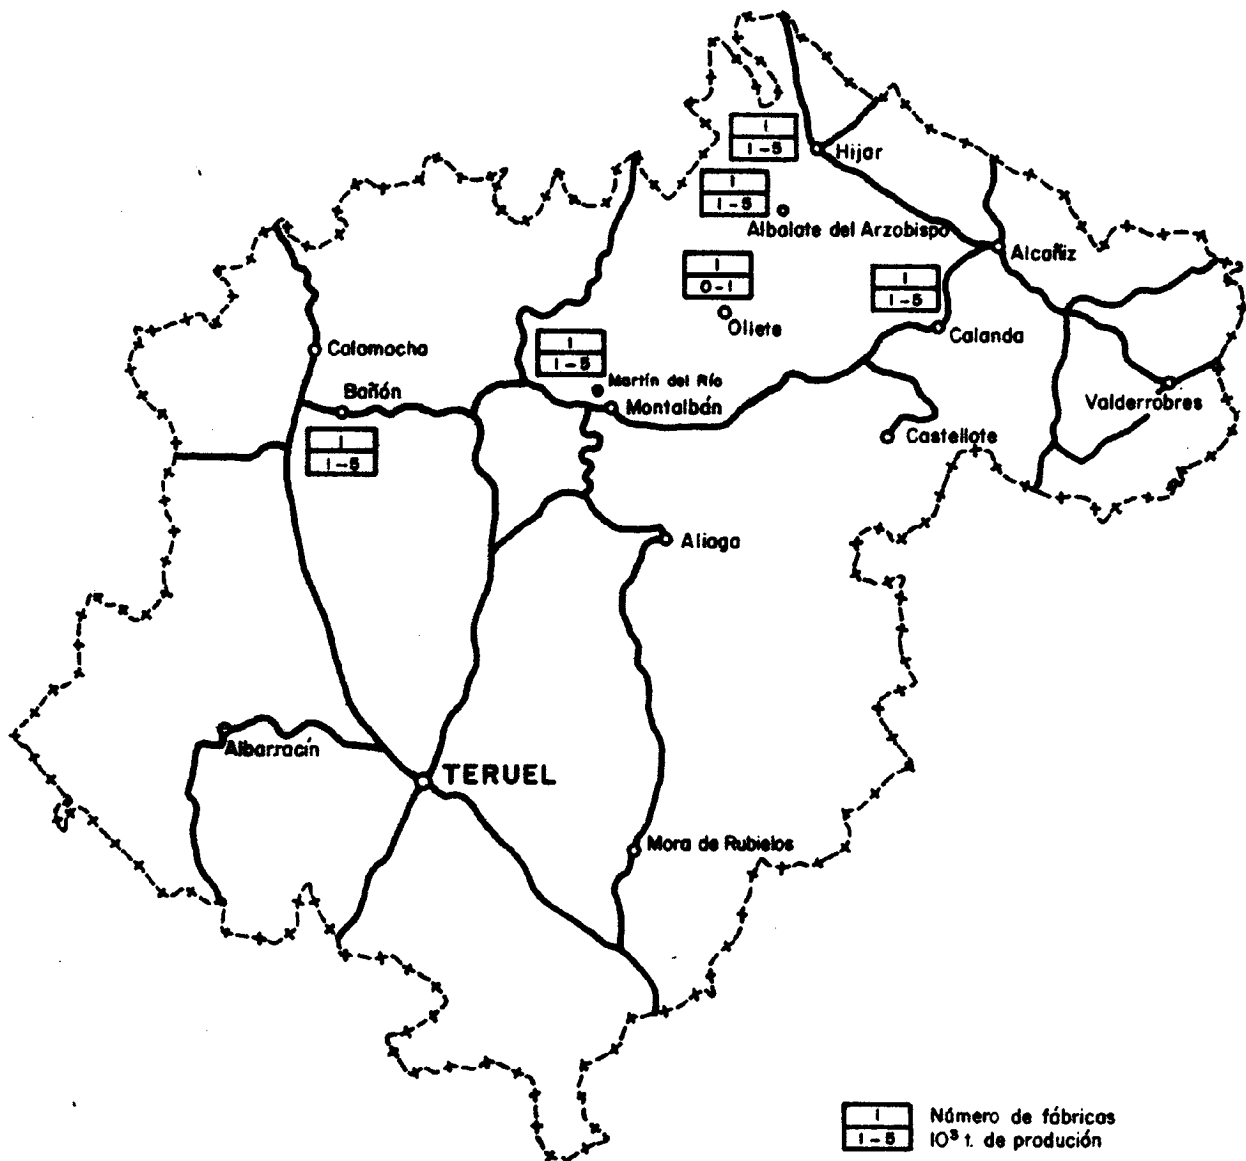 1
1-5
Hijar
1
1-5
Albalate del Arzobispo
Alcañiz
1
0-1
Oliete
1
1-5
Calanda
1
1-5
Martín del Río
Montalbán
Calamocha
Bañón
1
1-5
Valderrobres
Castellote
Aliaga
Albarracín
TERUEL
Mora de Rubielos
1
1-5
Número de fábricas
10³ t. de produción